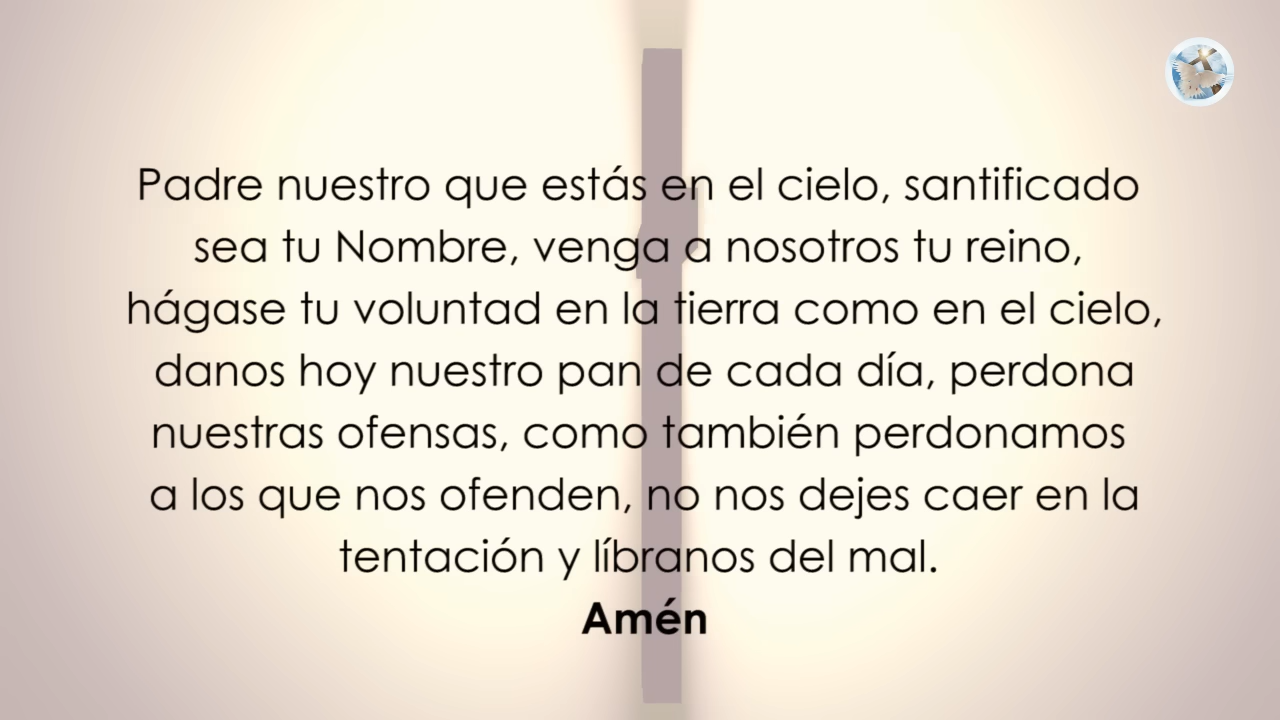 Padre nuestro que estás en el cielo, santificado
sea tu Nombre, venga a nosotros tu reino,
hágase tu voluntad en la tierra como en el cielo,
danos hoy nuestro pan de cada día, perdona
nuestras ofensas, como también perdonamos
a los que nos ofenden, no nos dejes caer en la
tentación y líbranos del mal.
Amén